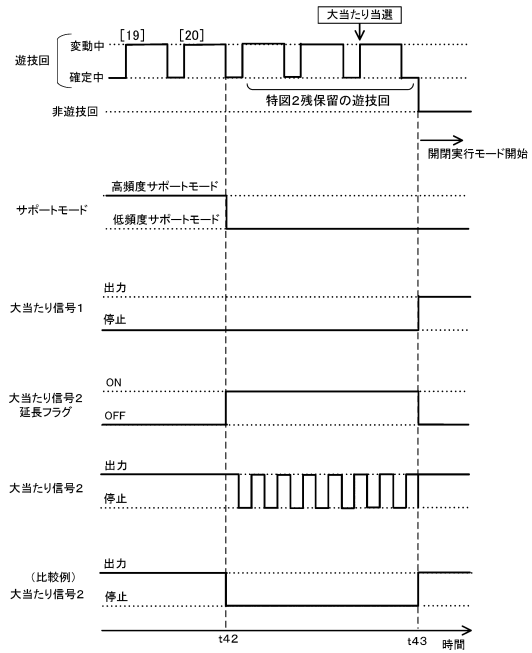 大当たり当選
[19] [20]
変動中
遊技回
確定中
特図2残保留の遊技回
非遊技回
開閉実行モード開始
高頻度サポートモード
サポートモード
低頻度サポートモード
出力
大当たり信号1
停止
ON
大当たり信号2
延長フラグ
OFF
出力
大当たり信号2
停止
出力
(比較例)
大当たり信号2
停止
t42 t43 時間